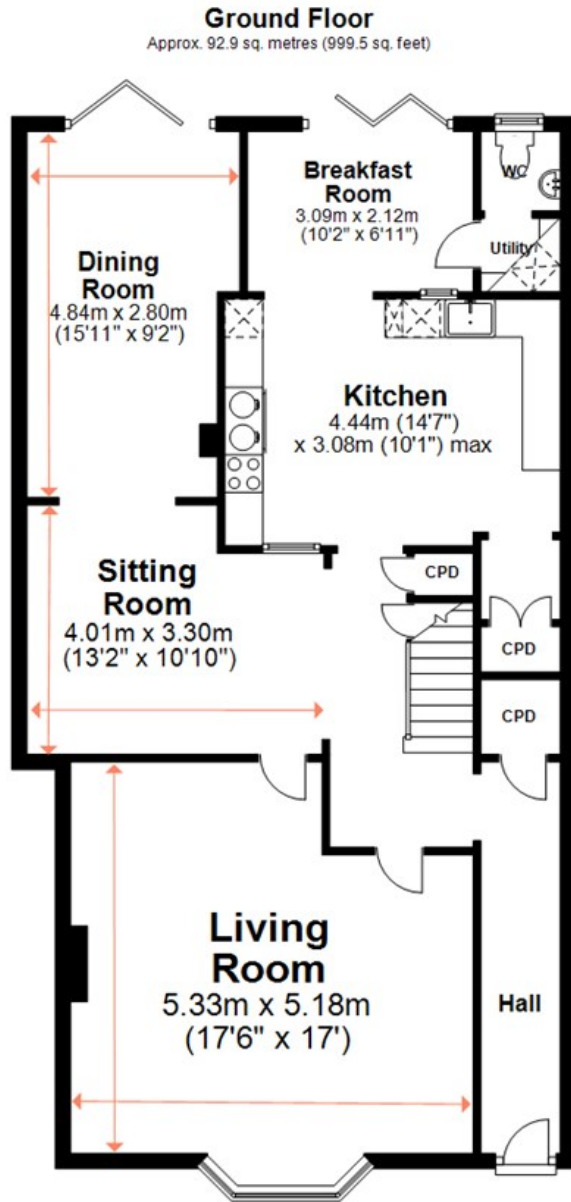 Ground Floor
Approx. 92.9 sq. metres (999.5 sq. feet)
Breakfast
Room
3.09m x 2.12m
(10'2" x 6'11")
WC
Utility
Dining
Room
4.84m x 2.80m
(15'11" x 9'2")
Kitchen
4.44m (14'7")
x 3.08m (10'1") max
Sitting
Room
4.01m x 3.30m
(13'2" x 10'10")
CPD
CPD
CPD
Living
Room
5.33m x 5.18m
(17'6" x 17')
Hall